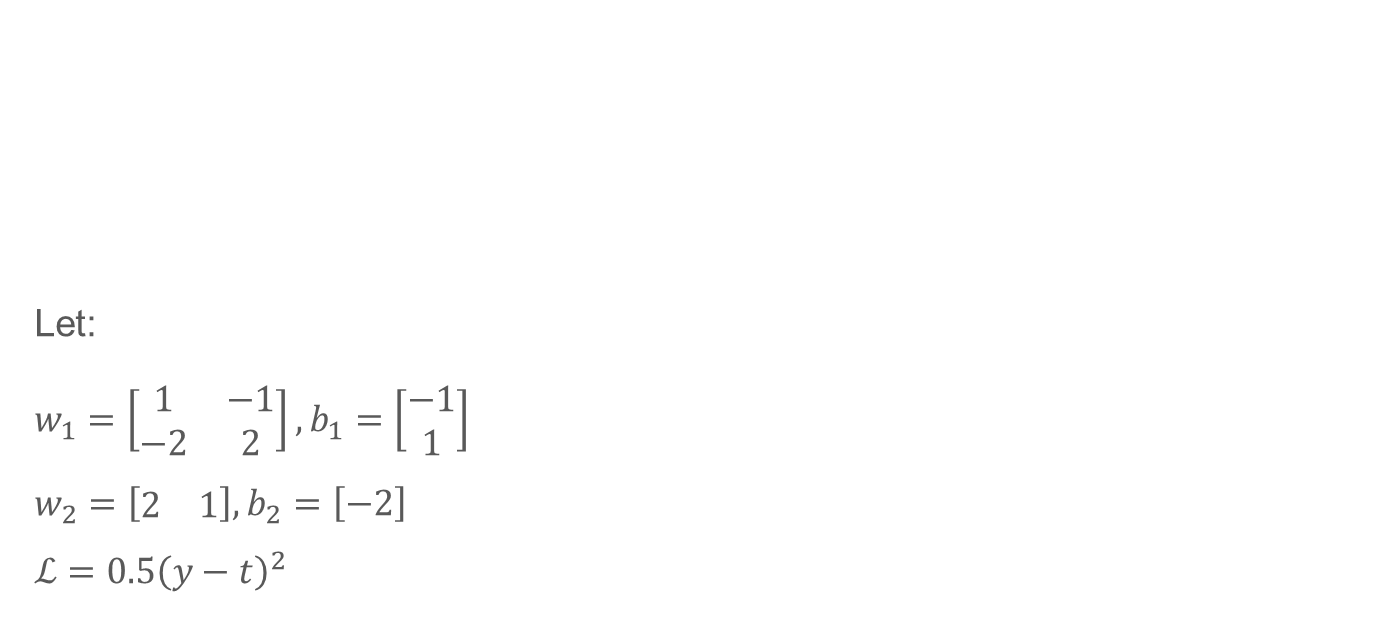 Let:
w₁ = [1 −1; −2 2], b₁ = [−1; 1]
w₂ = [2 1], b₂ = [−2]
ℒ = 0.5(y − t)²